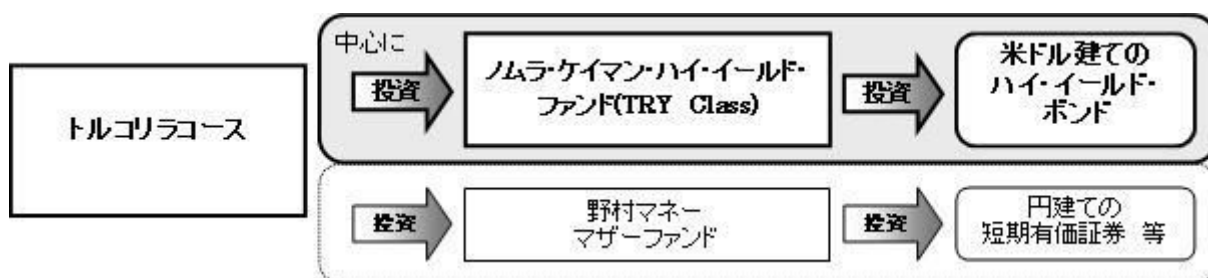 トルコリラコース
中心に
投資
ノムラ・ケイマン・ハイ・イールド・
ファンド(TRY Class)
投資
米ドル建ての
ハイ・イールド・
ボンド
投資
野村マネー
マザーファンド
投資
円建ての
短期有価証券 等